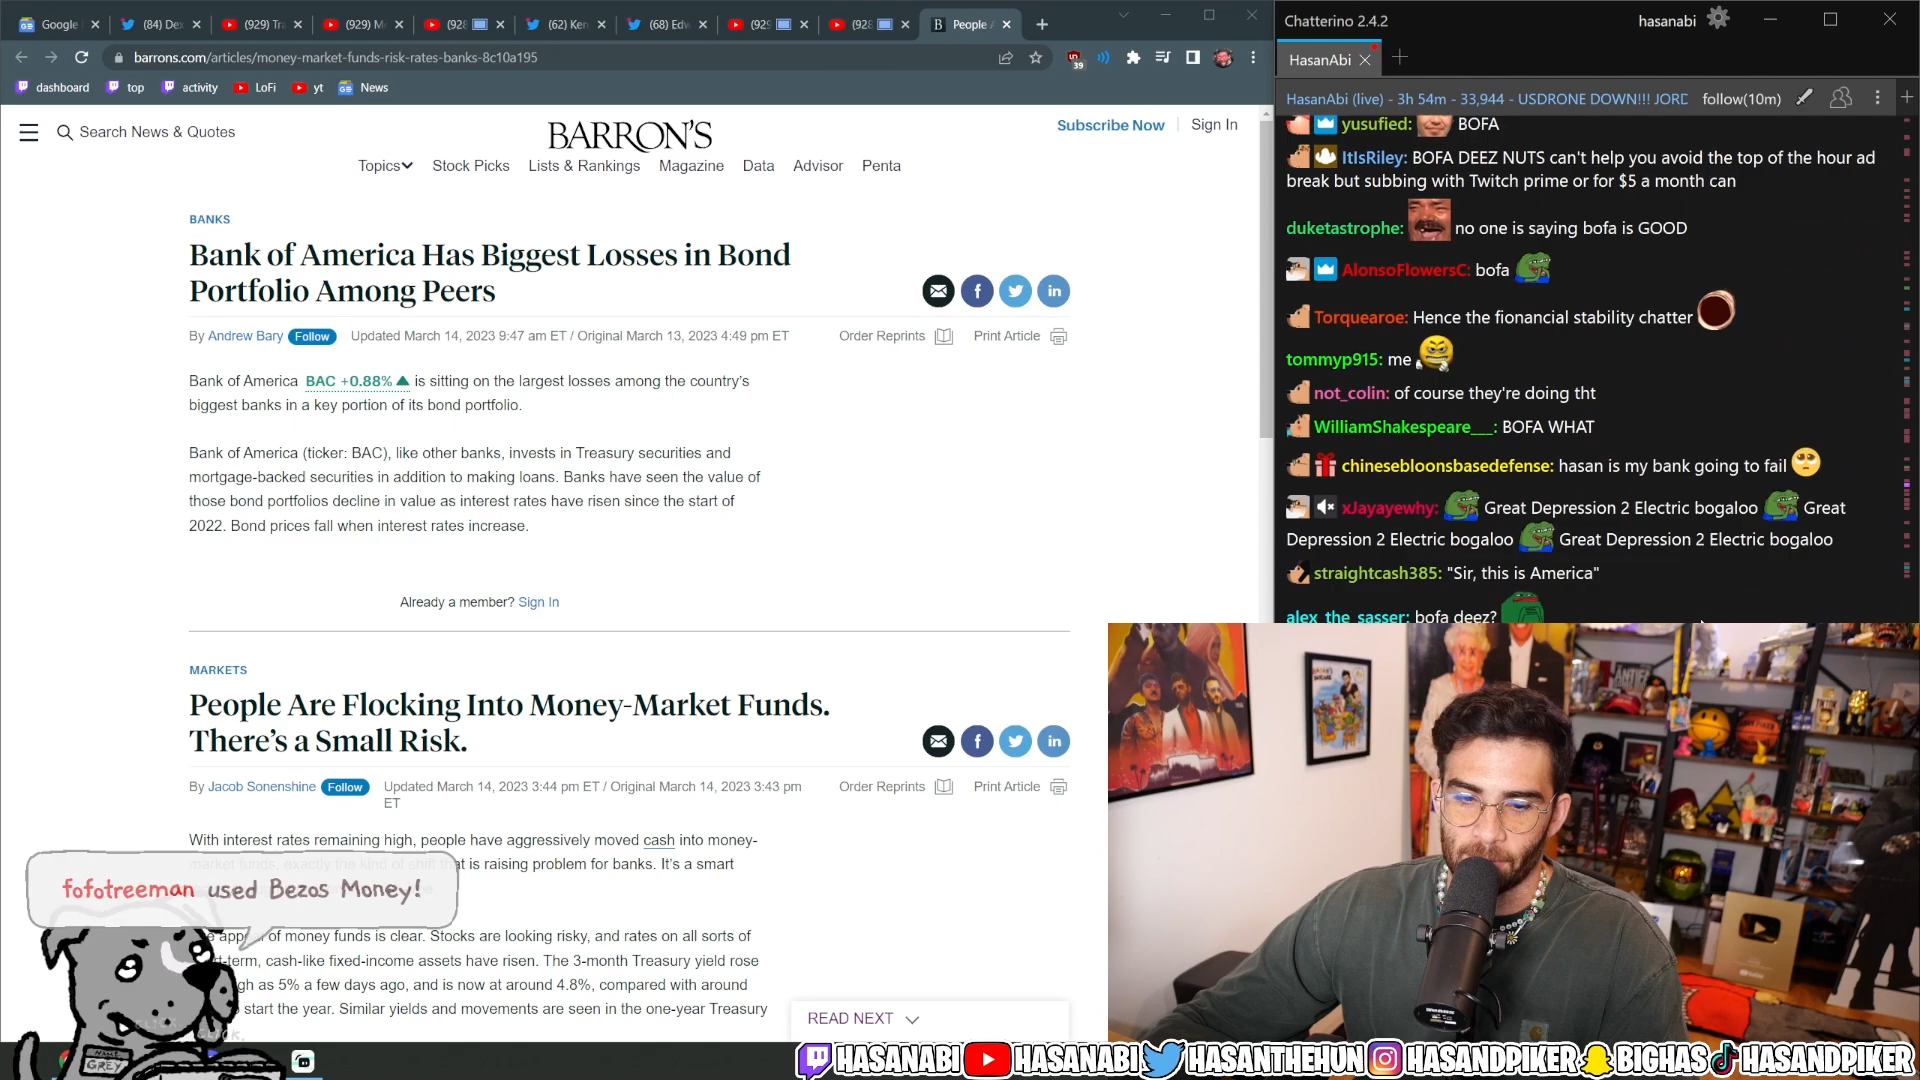 Google
(84) De
(929) Tr
(929) M
(928
(62) Ken
(68) Edw
(929
(928
People
barrons.com/articles/money-market-funds-risk-rates-banks-8c10a195
39
dashboard
top
activity
LoFi
yt
News
Search News & Quotes
BARRON'S
Subscribe Now
Sign In
Topics
Stock Picks
Lists & Rankings
Magazine
Data
Advisor
Penta
BANKS
Bank of America Has Biggest Losses in Bond
Portfolio Among Peers
By Andrew Bary Follow Updated March 14, 2023 9:47 am ET / Original March 13, 2023 4:49 pm ET
Order Reprints
Print Article
Bank of America BAC +0.88% is sitting on the largest losses among the country's
biggest banks in a key portion of its bond portfolio.
Bank of America (ticker: BAC), like other banks, invests in Treasury securities and
mortgage-backed securities in addition to making loans. Banks have seen the value of
those bond portfolios decline in value as interest rates have risen since the start of
2022. Bond prices fall when interest rates increase.
Already a member? Sign In
MARKETS
People Are Flocking Into Money-Market Funds.
There's a Small Risk.
By Jacob Sonenshine Follow Updated March 14, 2023 3:44 pm ET / Original March 14, 2023 3:43 pm
ET
Order Reprints
Print Article
With interest rates remaining high, people have aggressively moved cash into money-
market funds, exactly the kind of shift that is raising problem for banks. It's a smart
of money funds is clear. Stocks are looking risky, and rates on all sorts of
-term, cash-like fixed-income assets have risen. The 3-month Treasury yield rose
gh as 5% a few days ago, and is now at around 4.8%, compared with around
start the year. Similar yields and movements are seen in the one-year Treasury
READ NEXT
fofotreeman used Bezos Money!
NAME
GREY
Chatterino 2.4.2
hasanabi
HasanAbi
HasanAbi (live) - 3h 54m - 33,944 - USDRONE DOWN!!! JORD
follow(10m)
yusufied: BOFA
ItIsRiley: BOFA DEEZ NUTS can't help you avoid the top of the hour ad
break but subbing with Twitch prime or for $5 a month can
duketastrophe: no one is saying bofa is GOOD
AlonsoFlowersC: bofa
Torquearoe: Hence the fionancial stability chatter
tommyp915: me
not_colin: of course they're doing tht
WilliamShakespeare___: BOFA WHAT
chinesebloonsbasedefense: hasan is my bank going to fail
xJayayewhy: Great Depression 2 Electric bogaloo Great
Depression 2 Electric bogaloo Great Depression 2 Electric bogaloo
straightcash385: "Sir, this is America"
alex_the_sasser: bofa deez?
HASANABI HASANABI HASANTHEHUN HASANDPIKER BIGHAS HASANDPIKER